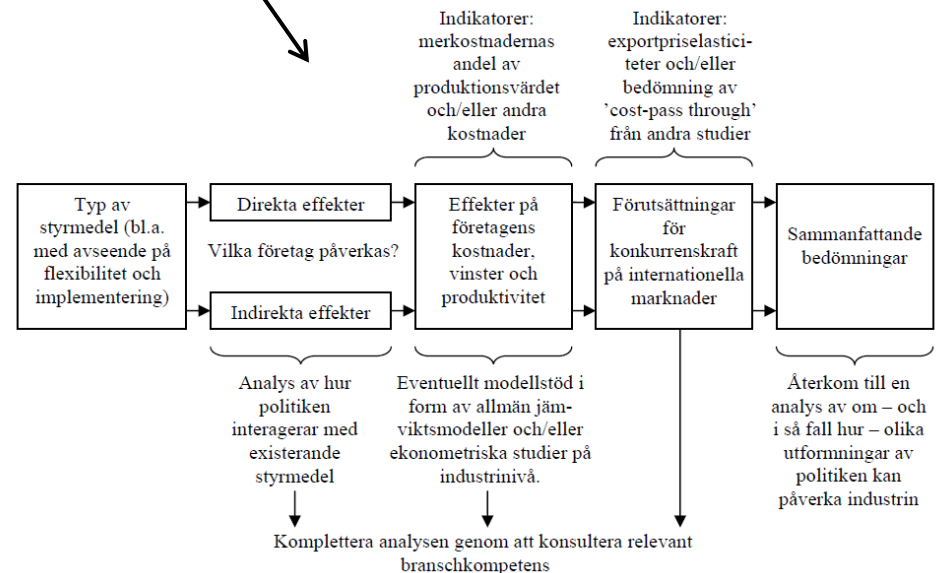 Indikatorer:
merkostnadernas
andel av
produktionsvärdet
och/eller andra
kostnader
Indikatorer:
exportpriselastici-
teter och/eller
bedömning av
’cost-pass through’
från andra studier
Typ av
styrmedel (bl.a.
med avseende på
flexibilitet och
implementering)
Direkta effekter
Vilka företag påverkas?
Indirekta effekter
Effekter på
företagens
kostnader,
vinster och
produktivitet
Förutsättningar
för
konkurrenskraft
på internationella
marknader
Sammanfattande
bedömningar
Analys av hur
politiken
interagerar med
existerande
styrmedel
Eventuellt modellstöd i
form av allmän jäm-
viktsmodeller och/eller
ekonometriska studier på
industrinivå.
Återkom till en
analys av om – och
i så fall hur – olika
utformningar av
politiken kan
påverka industrin
Komplettera analysen genom att konsultera relevant
branschkompetens